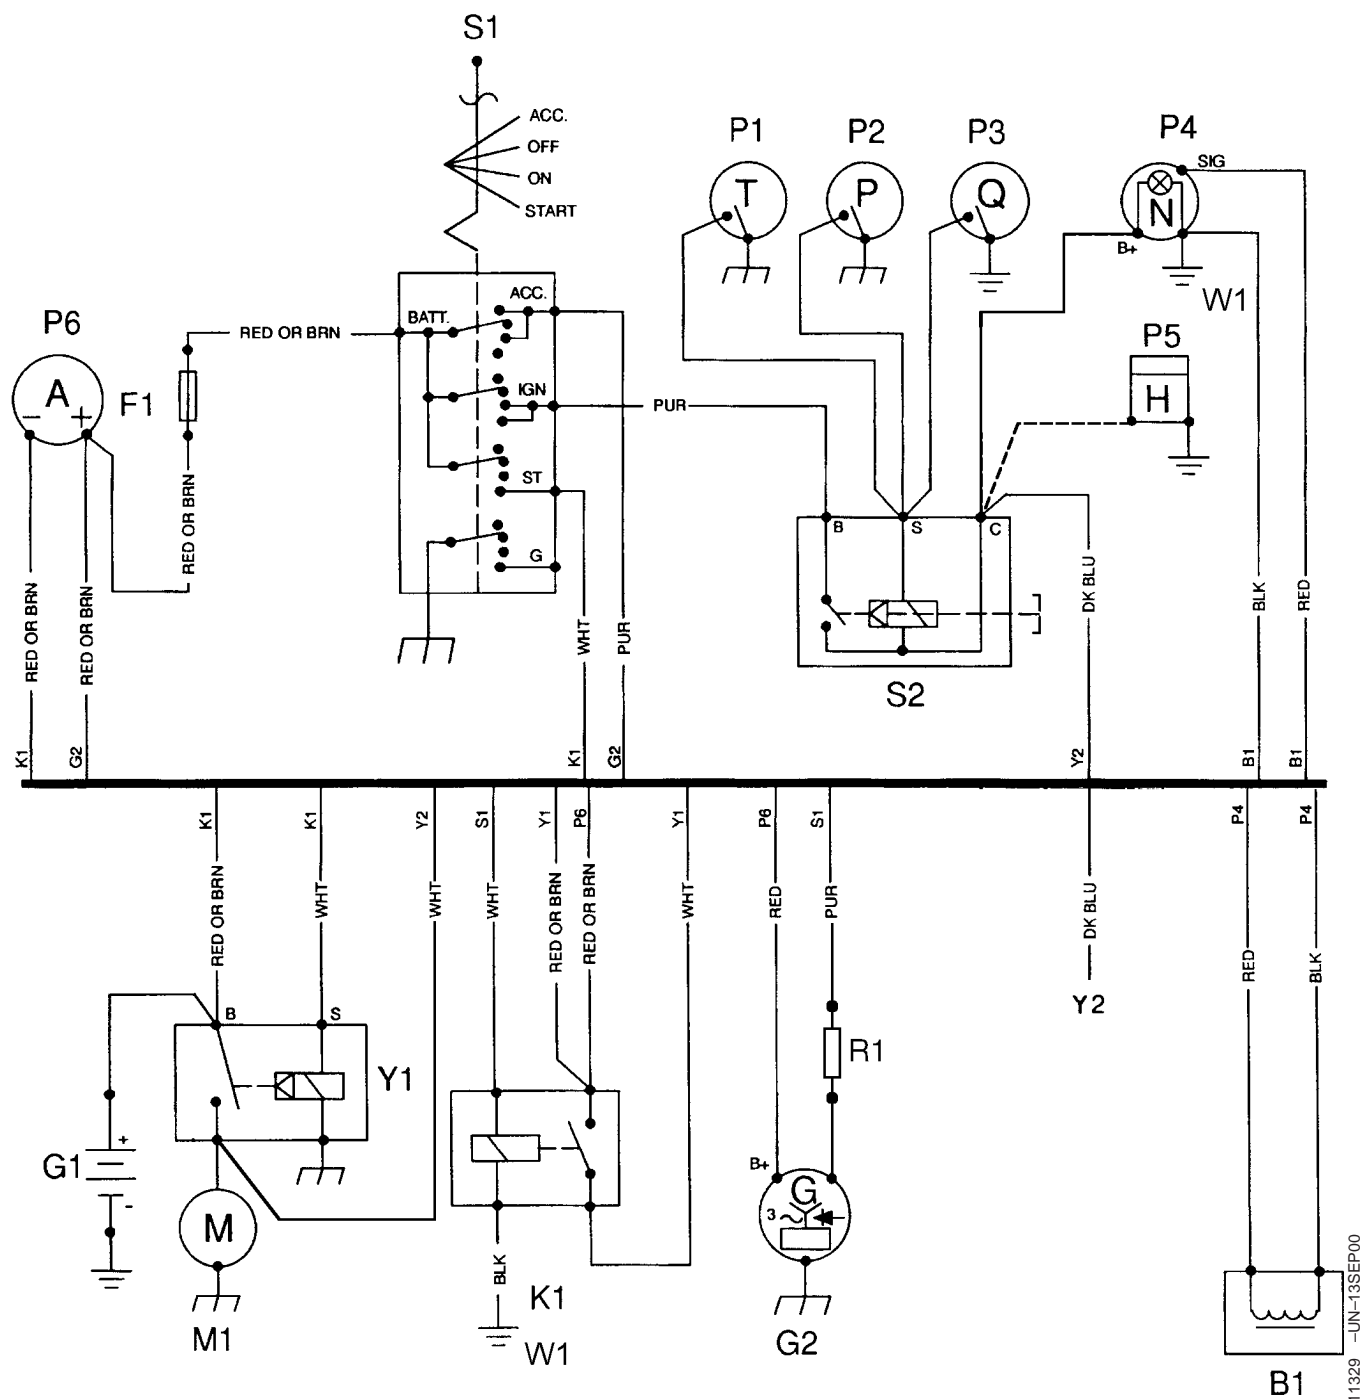 S1
ACC.
OFF
ON
START
P1
P2
P3
P4
T
P
Q
N
SIG
B+
W1
P6
A
- +
F1
RED OR BRN
BATT.
ACC.
IGN
ST
G
PUR
P5
H
B
S
C
S2
RED OR BRN
RED OR BRN
RED OR BRN
WHT
PUR
DK BLU
BLK
RED
K1
G2
K1
G2
Y2
B1
B1
K1
K1
Y2
S1
Y1
P6
Y1
P6
S1
P4
P4
RED OR BRN
WHT
WHT
WHT
RED OR BRN
RED OR BRN
WHT
RED
PUR
DK BLU
RED
BLK
Y2
B
S
Y1
G1
+
-
M
M1
BLK
K1
W1
R1
B+
G
3
G2
B1
11329 –UN–13SEP00